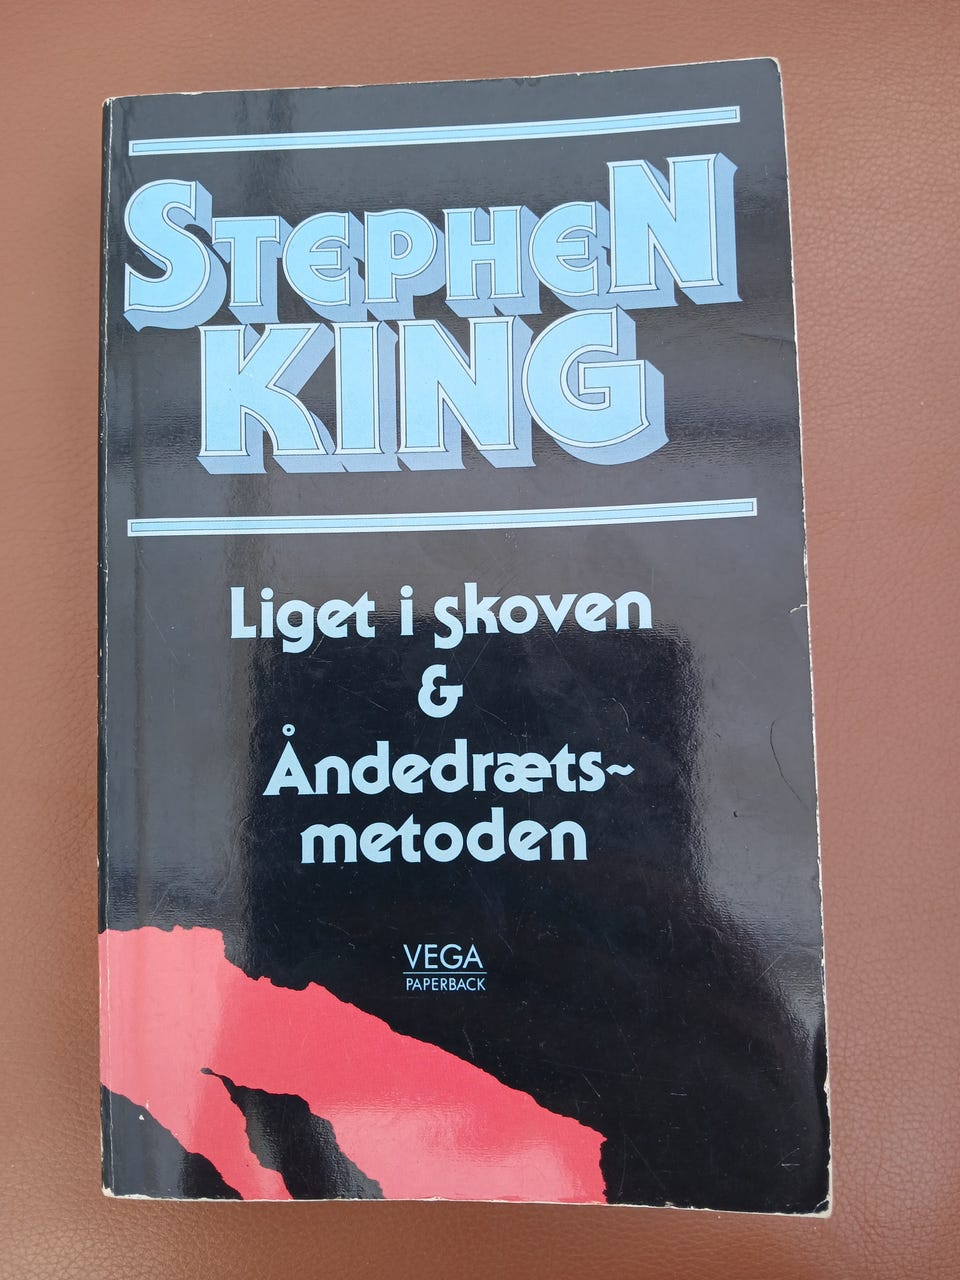 STEPHEN
KING
Liget i skoven
&
Åndedræts-
metoden
VEGA
PAPERBACK